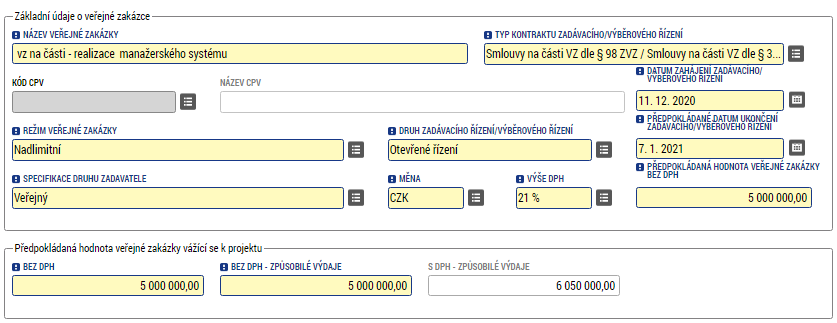 Základní údaje o veřejné zakázce
NÁZEV VEŘEJNÉ ZAKÁZKY
TYP KONTRAKTU ZADÁVACÍHO/VÝBĚROVÉHO ŘÍZENÍ
vz na části - realizace manažerského systému
Smlouvy na části VZ dle § 98 ZVZ / Smlouvy na části VZ dle § 3...
KÓD CPV
NÁZEV CPV
DATUM ZAHÁJENÍ ZADÁVACÍHO/
VÝBĚROVÉHO ŘÍZENÍ
11. 12. 2020
REŽIM VEŘEJNÉ ZAKÁZKY
DRUH ZADÁVACÍHO ŘÍZENÍ/VÝBĚROVÉHO ŘÍZENÍ
PŘEDPOKLÁDANÉ DATUM UKONČENÍ
ZADÁVACÍHO/VÝBĚROVÉHO ŘÍZENÍ
Nadlimitní
Otevřené řízení
7. 1. 2021
SPECIFIKACE DRUHU ZADAVATELE
MĚNA
VÝŠE DPH
PŘEDPOKLÁDANÁ HODNOTA VEŘEJNÉ ZAKÁZKY
BEZ DPH
Veřejný
CZK
21 %
5 000 000,00
Předpokládaná hodnota veřejné zakázky vážící se k projektu
BEZ DPH
BEZ DPH - ZPŮSOBILÉ VÝDAJE
S DPH - ZPŮSOBILÉ VÝDAJE
5 000 000,00
5 000 000,00
6 050 000,00